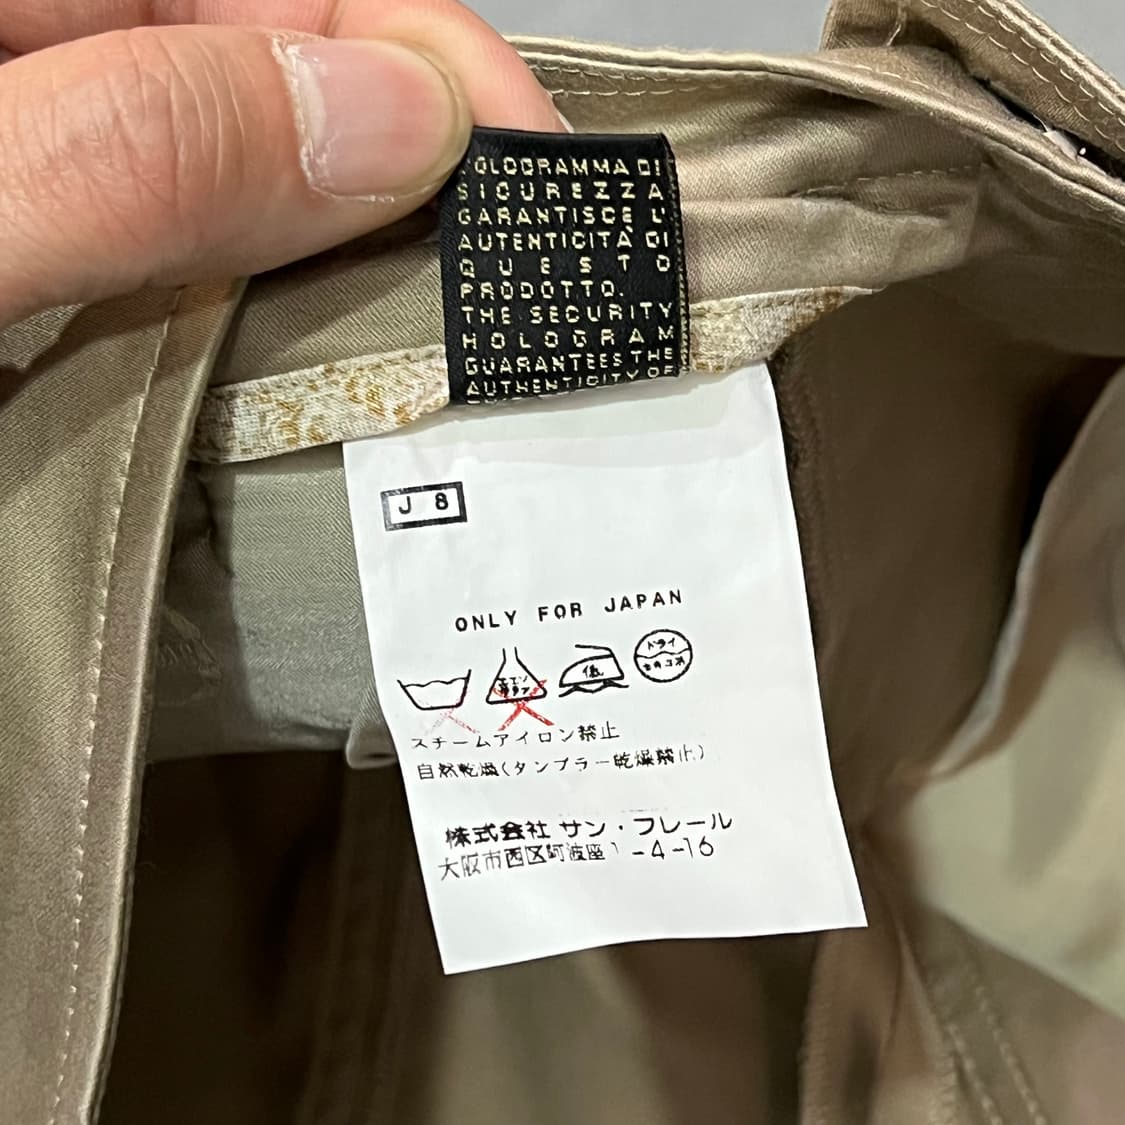 OLOGRAMMA DI
SICUREZZA
GARANTISCE L'
AUTENTICITÀ DI
QUESTO
PRODOTTO.
THE SECURITY
HOLOGRAM
GUARANTEES THE
AUTHENTICITY OF
J 8
ONLY FOR JAPAN
低 ドライ
スチームアイロン禁止
自然乾燥(タンブラー乾燥禁止)
株式会社 サン・フレール
大阪市西区阿波座1-4-16